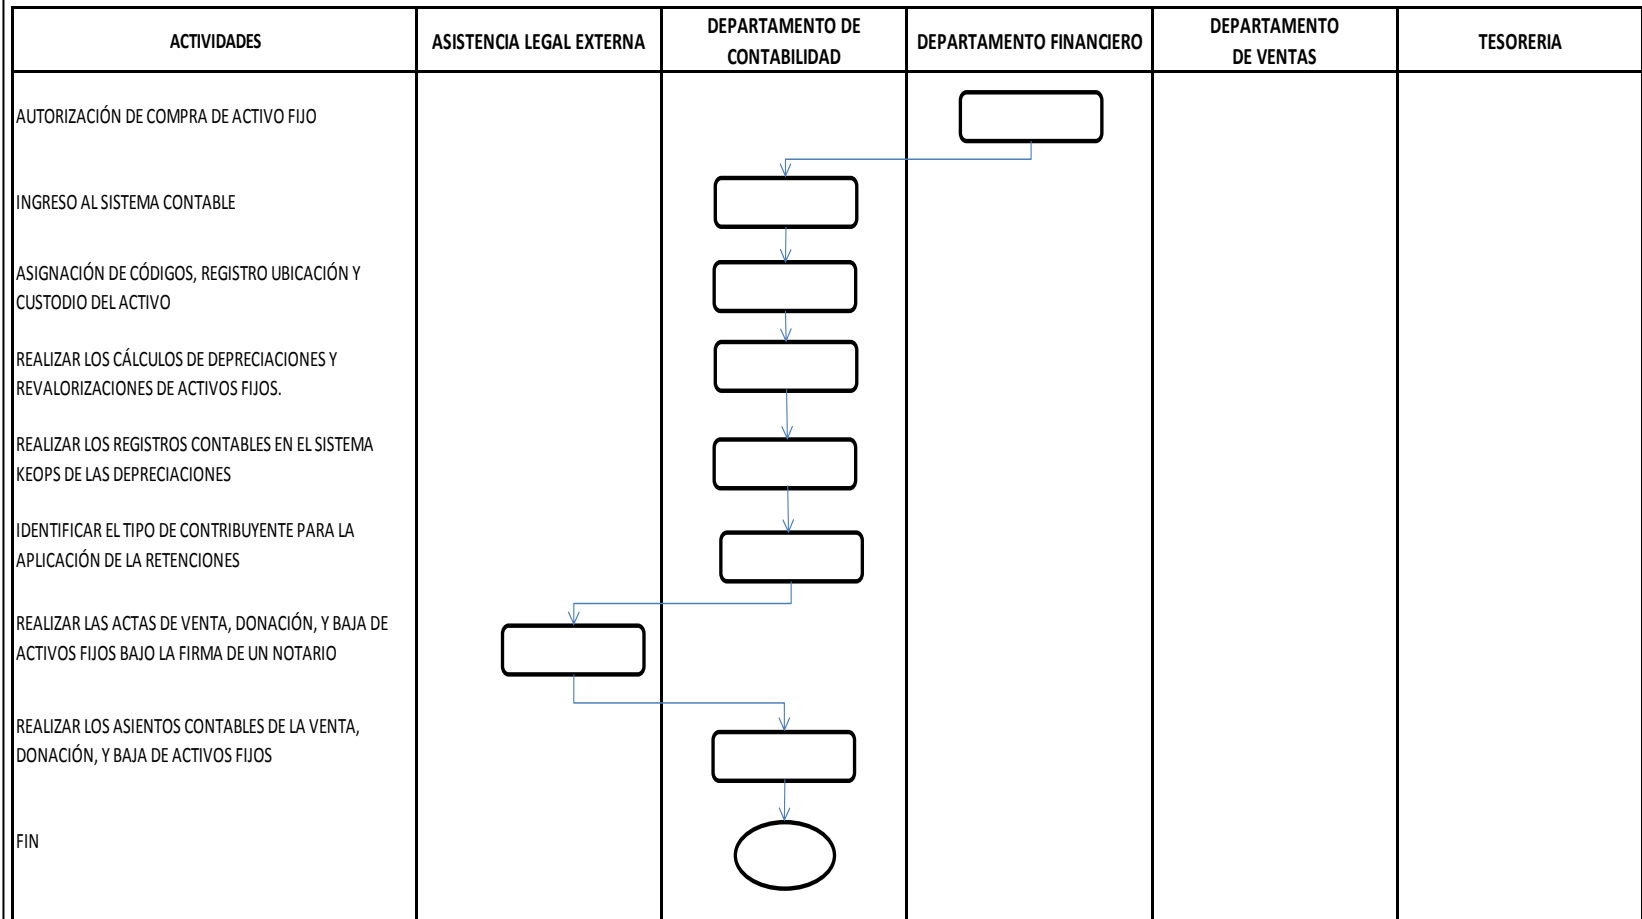 ACTIVIDADES
ASISTENCIA LEGAL EXTERNA
DEPARTAMENTO DE
CONTABILIDAD
DEPARTAMENTO FINANCIERO
DEPARTAMENTO
DE VENTAS
TESORERIA
AUTORIZACIÓN DE COMPRA DE ACTIVO FIJO
INGRESO AL SISTEMA CONTABLE
ASIGNACIÓN DE CÓDIGOS, REGISTRO UBICACIÓN Y
CUSTODIO DEL ACTIVO
REALIZAR LOS CÁLCULOS DE DEPRECIACIONES Y
REVALORIZACIONES DE ACTIVOS FIJOS.
REALIZAR LOS REGISTROS CONTABLES EN EL SISTEMA
KEOPS DE LAS DEPRECIACIONES
IDENTIFICAR EL TIPO DE CONTRIBUYENTE PARA LA
APLICACIÓN DE LA RETENCIONES
REALIZAR LAS ACTAS DE VENTA, DONACIÓN, Y BAJA DE
ACTIVOS FIJOS BAJO LA FIRMA DE UN NOTARIO
REALIZAR LOS ASIENTOS CONTABLES DE LA VENTA,
DONACIÓN, Y BAJA DE ACTIVOS FIJOS
FIN